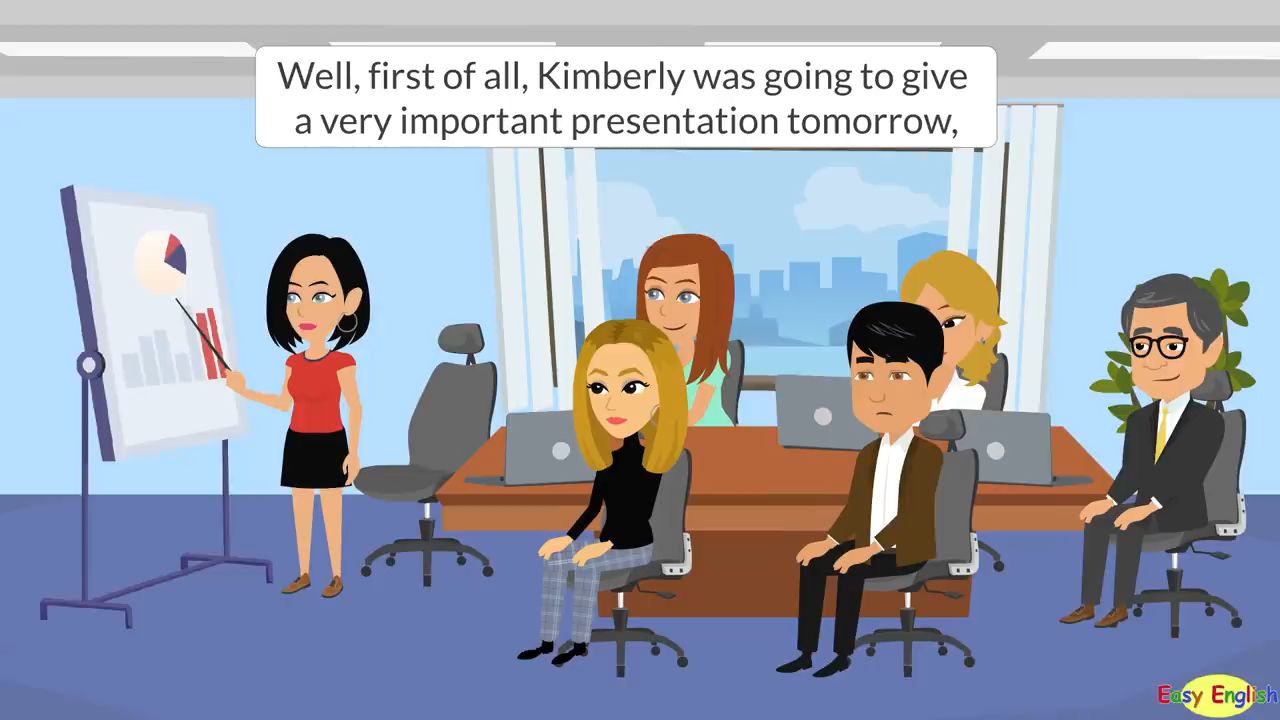 Well, first of all, Kimberly was going to give
a very important presentation tomorrow,
Easy English